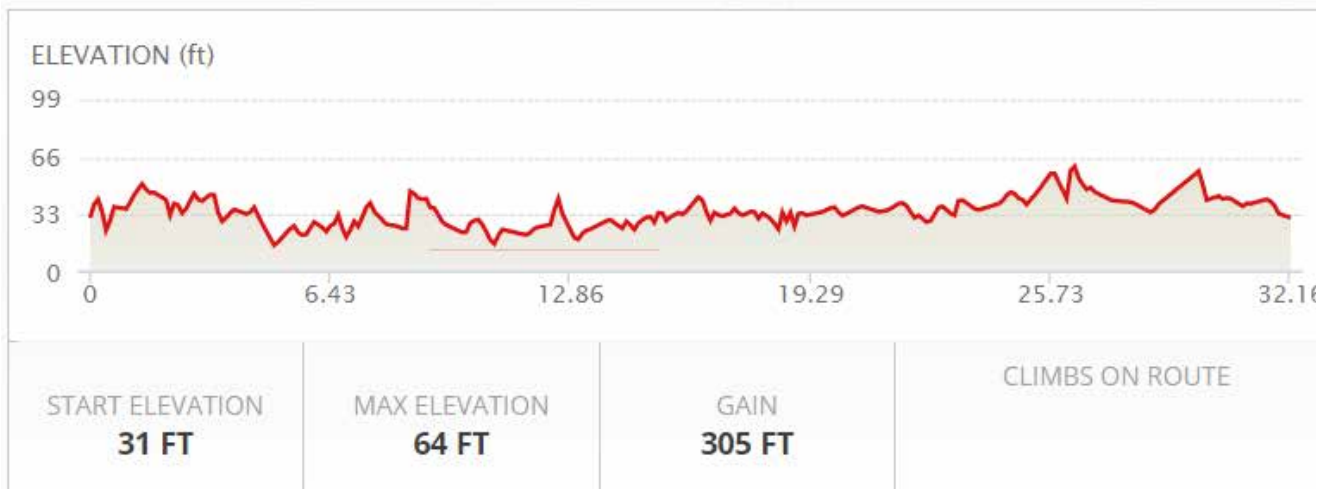 ELEVATION (ft)
99
66
33
0
0 6.43 12.86 19.29 25.73 32.16
CLIMBS ON ROUTE
START ELEVATION MAX ELEVATION GAIN
31 FT 64 FT 305 FT